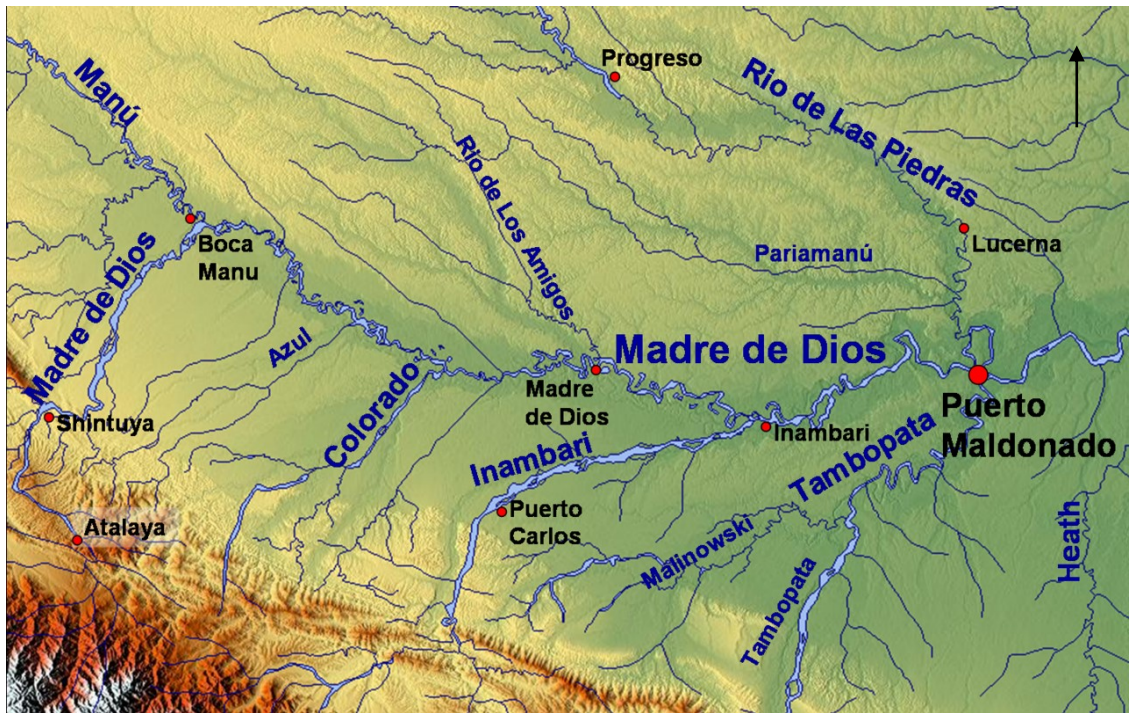 Progreso
Manú
Rio de Las Piedras
Rio de Los Amigos
Boca
Manu
Lucerna
Pariamanú
Madre de Dios
Azul
Madre de Dios
Colorado
Madre
de Dios
Puerto
Maldonado
Shintuya
Inambari
Inambari
Tambopata
Puerto
Carlos
Atalaya
Malinowski
Heath
Tambopata